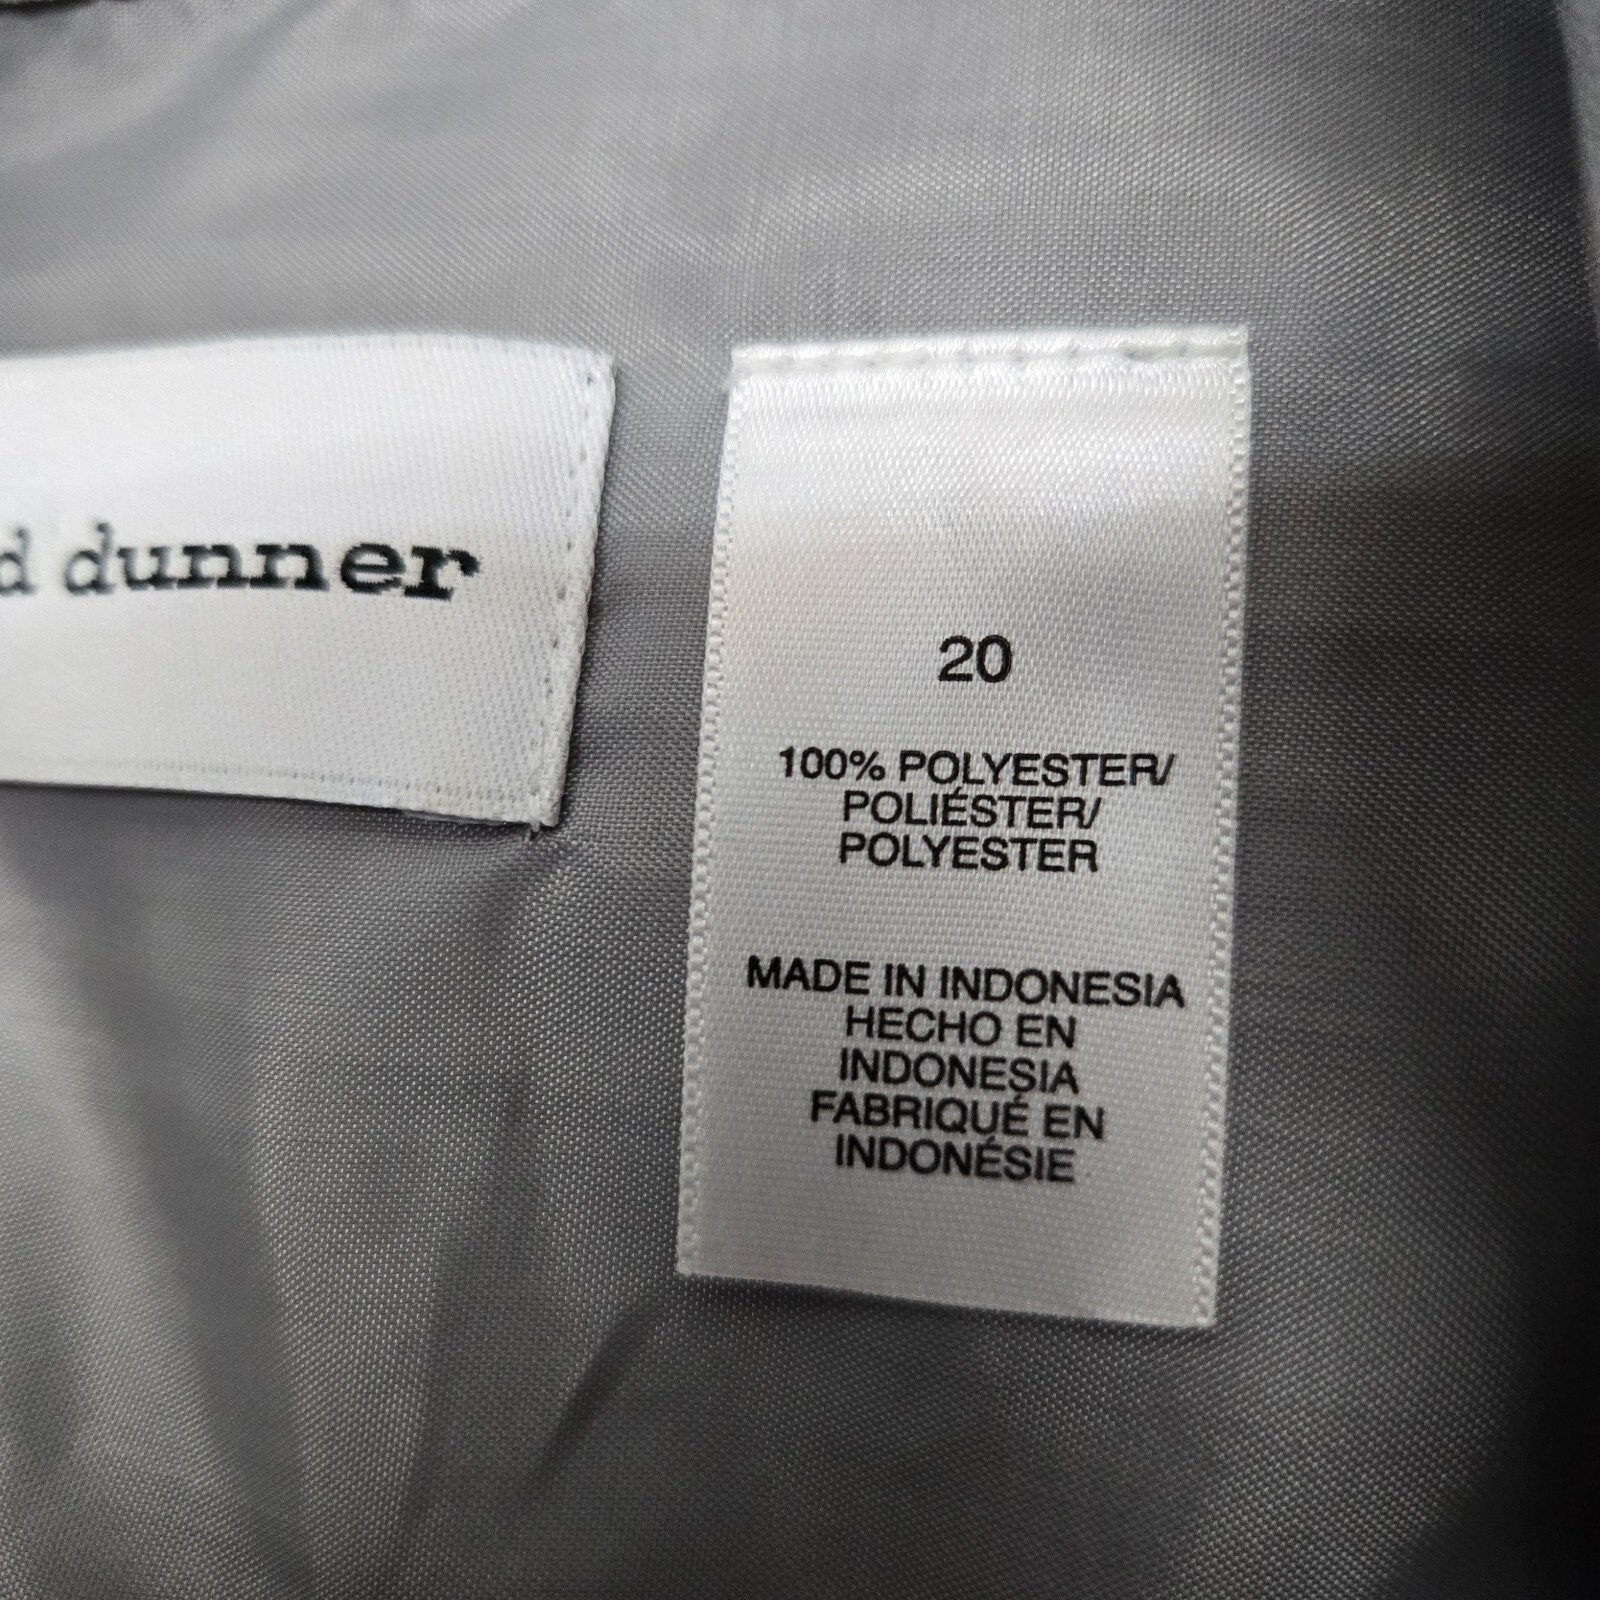 d dunner
20
100% POLYESTER/
POLIÉSTER/
POLYESTER
MADE IN INDONESIA
HECHO EN
INDONESIA
FABRIQUÉ EN
INDONÉSIE